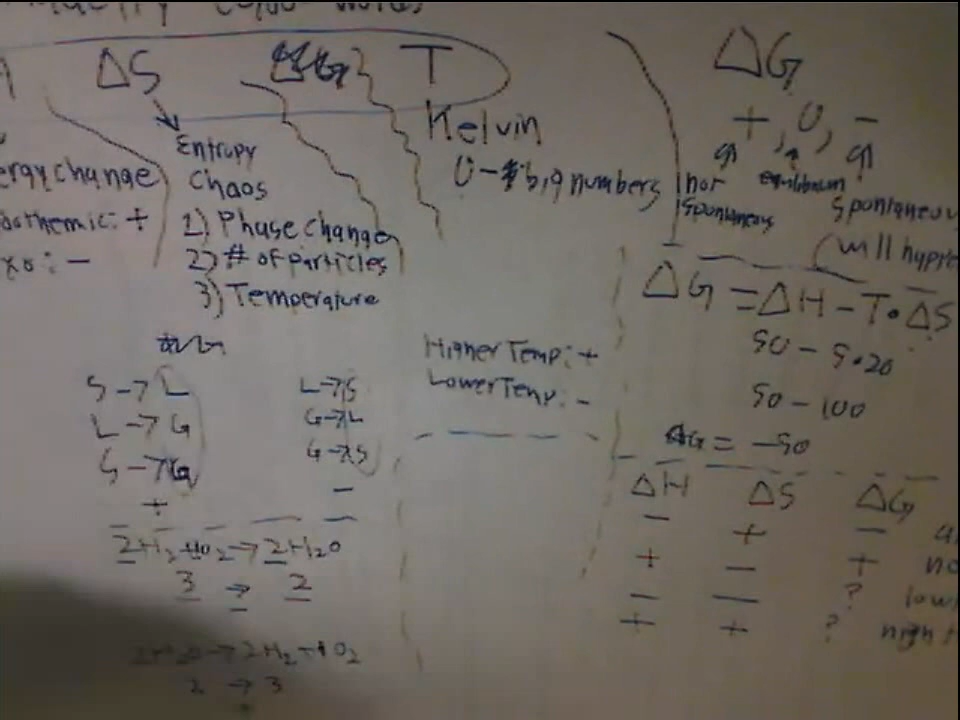 ΔS
T
ΔG
Kelvin
+, 0, -
Entropy
Chaos
ergy change
0 - big numbers
not
spontaneous
equilibrium
spontaneou
will
othermic: +
xo: -
1) Phase change
2) # of particles
3) Temperature
ΔG = ΔH - T • ΔS
50 - 5 • 20
50 - 100
ΔG = -50
Higher Temp: +
Lower Temp: -
S → L
L → G
S → G
+
L → S
G → L
G → S
-
2H₂ + O₂ → 2H₂O
3 → 2
-
2H₂O → 2H₂ + O₂
2 → 3
+
ΔH ΔS ΔG
- + -
+ - + no
- - ? low
+ + ? high